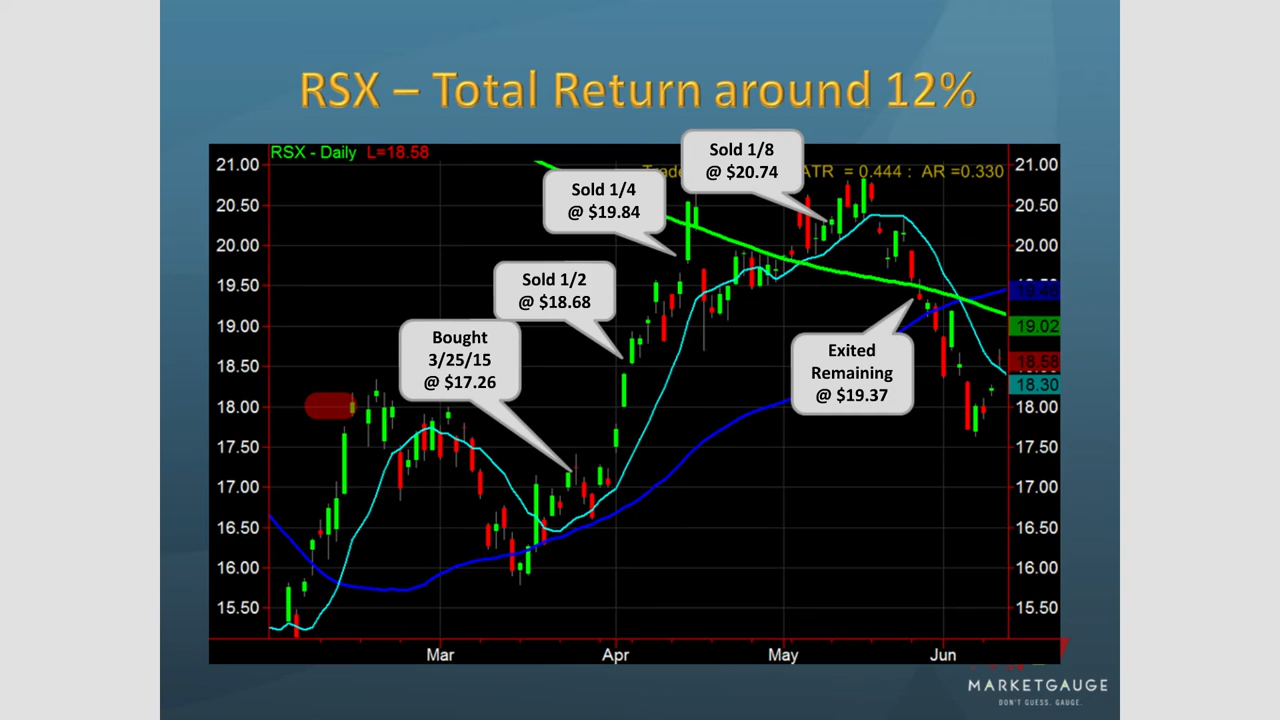 RSX – Total Return around 12%
RSX - Daily L=18.58
ATR = 0.444 : AR =0.330
Sold 1/8
@ $20.74
Sold 1/4
@ $19.84
Sold 1/2
@ $18.68
Bought
3/25/15
@ $17.26
Exited
Remaining
@ $19.37
21.00
20.50
20.00
19.50
19.00
18.50
18.00
17.50
17.00
16.50
16.00
15.50
21.00
20.50
20.00
19.46
19.02
18.58
18.30
18.00
17.50
17.00
16.50
16.00
15.50
Mar
Apr
May
Jun
MARKETGAUGE
DON'T GUESS. GAUGE.